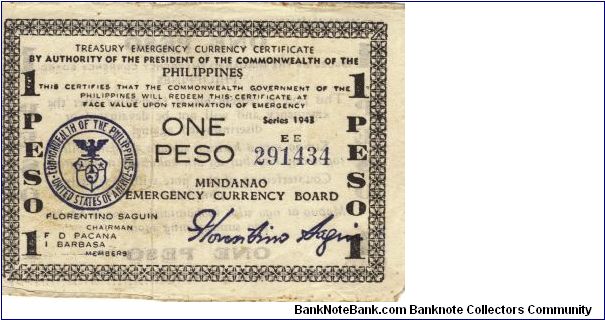 TREASURY EMERGENCY CURRENCY CERTIFICATE
BY AUTHORITY OF THE PRESIDENT OF THE COMMONWEALTH OF THE
PHILIPPINES
THIS CERTIFIES THAT THE COMMONWEALTH GOVERNMENT OF THE
PHILIPPINES WILL REDEEM THIS CERTIFICATE AT
FACE VALUE UPON TERMINATION OF EMERGENCY
1 PESO 1
1 PESO 1
ONE
PESO
Series 1943
EE
291434
COMMONWEALTH OF THE PHILIPPINES
UNITED STATES OF AMERICA
MINDANAO
EMERGENCY CURRENCY BOARD
FLORENTINO SAGUIN
CHAIRMAN
F D PACANA
I BARBASA
MEMBERS
Florentino Saguin
BankNoteBank.com Banknote Collectors Community